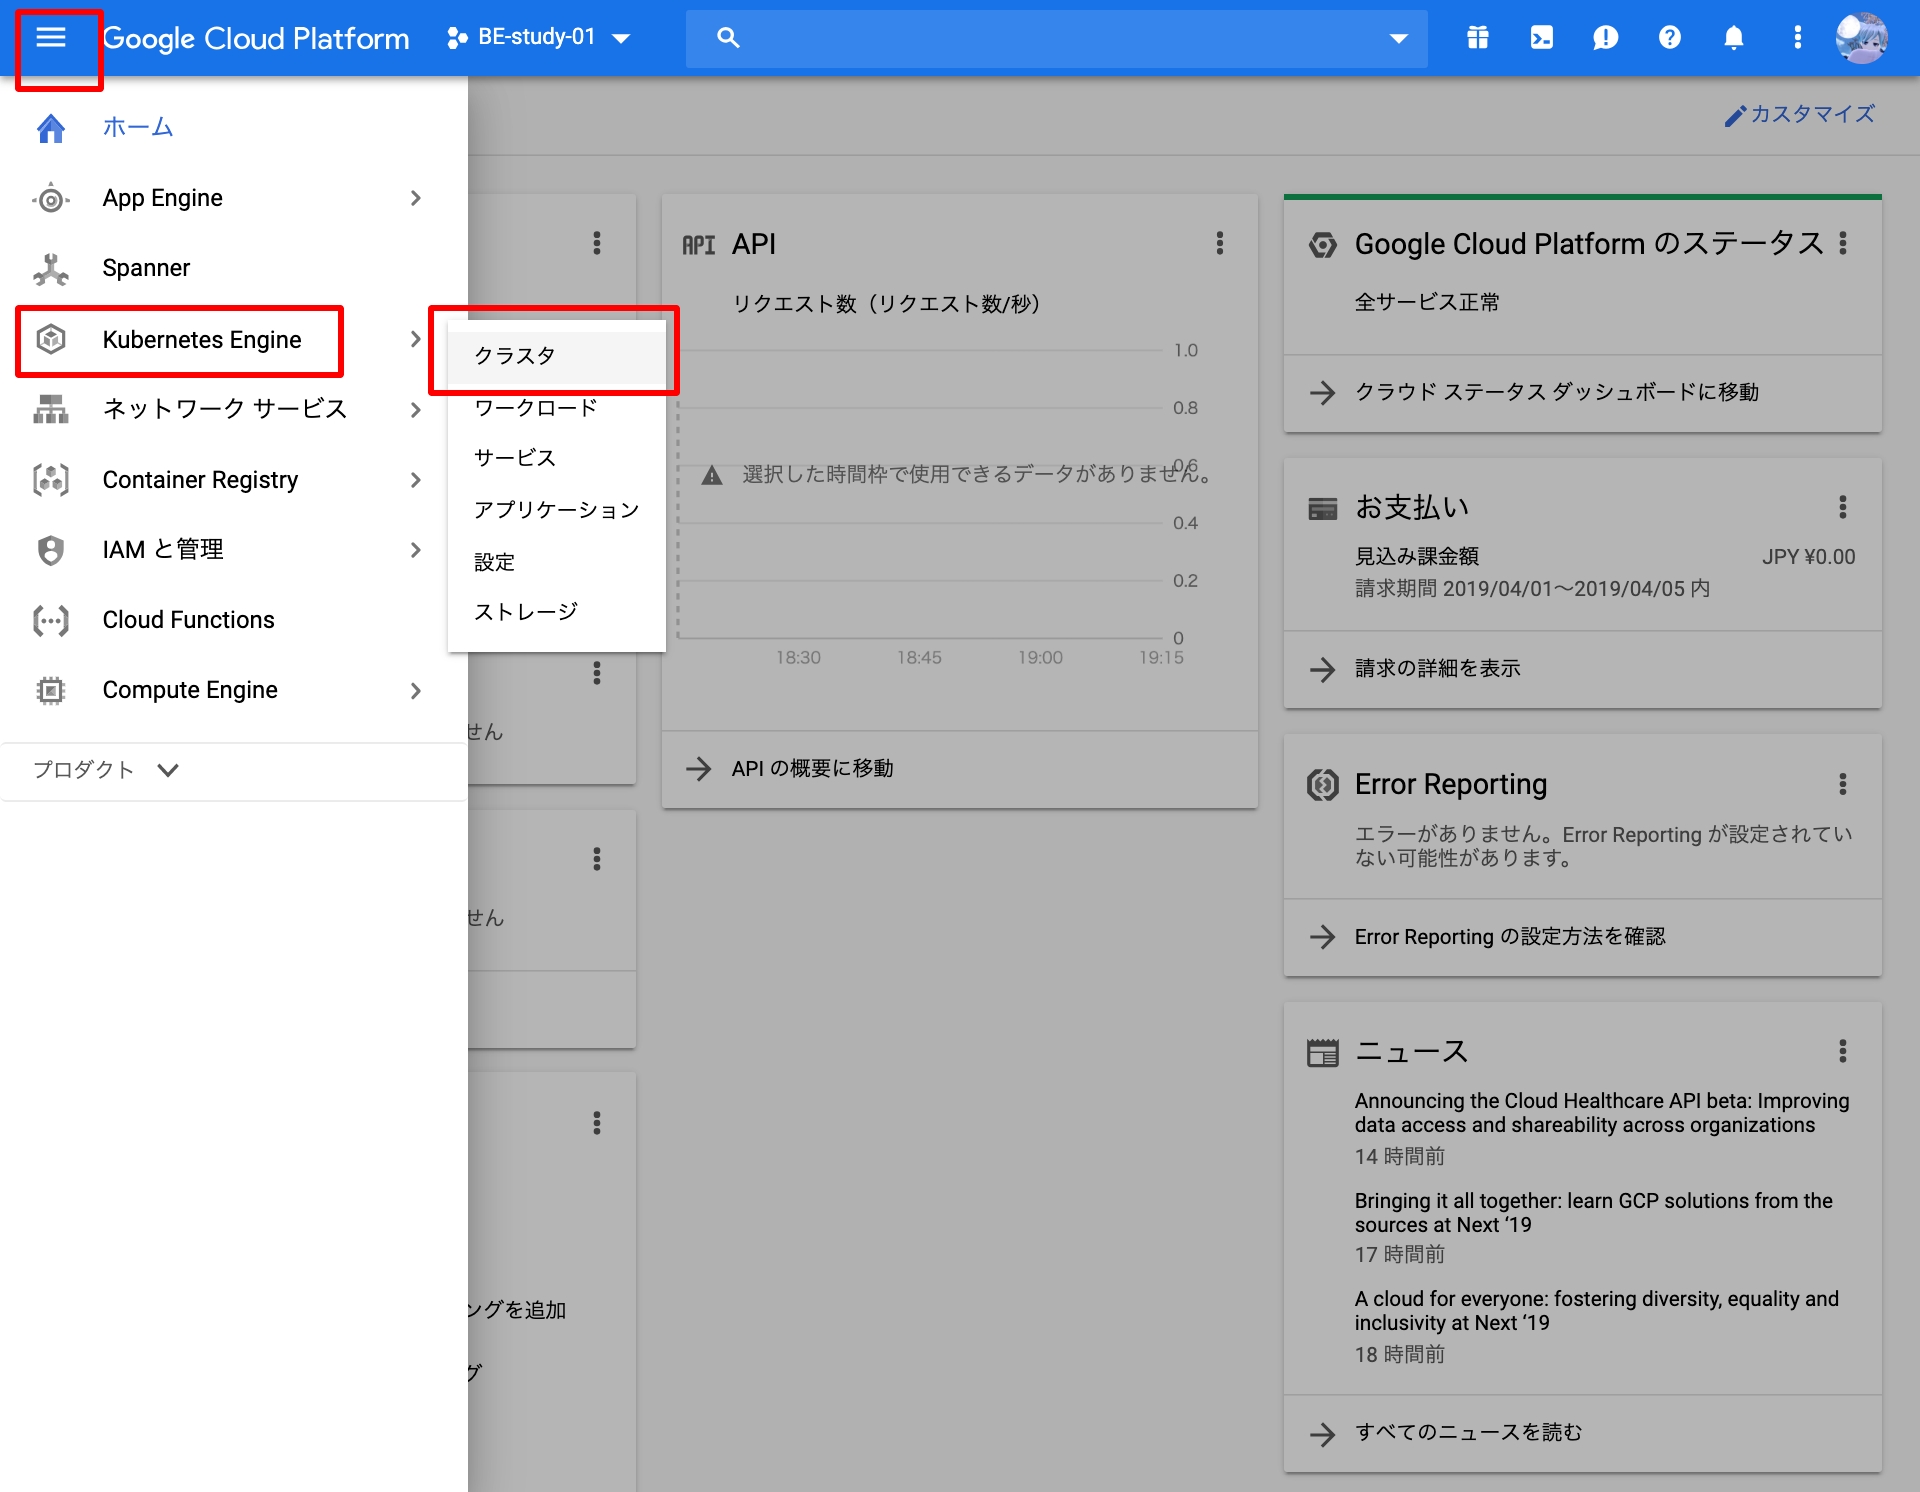 Google Cloud Platform
BE-study-01
ホーム
App Engine
Spanner
Kubernetes Engine
ネットワーク サービス
Container Registry
IAM と管理
Cloud Functions
Compute Engine
プロダクト
クラスタ
ワークロード
サービス
アプリケーション
設定
ストレージ
カスタマイズ
せん
せん
ングを追加
グ
API API
リクエスト数（リクエスト数/秒）
1.0
0.8
0.6
選択した時間枠で使用できるデータがありません。
0.4
0.2
0
18:30 18:45 19:00 19:15
API の概要に移動
Google Cloud Platform のステータス
全サービス正常
クラウド ステータス ダッシュボードに移動
お支払い
見込み課金額 JPY ¥0.00
請求期間 2019/04/01～2019/04/05 内
請求の詳細を表示
Error Reporting
エラーがありません。Error Reporting が設定されてい
ない可能性があります。
Error Reporting の設定方法を確認
ニュース
Announcing the Cloud Healthcare API beta: Improving
data access and shareability across organizations
14 時間前
Bringing it all together: learn GCP solutions from the
sources at Next ‘19
17 時間前
A cloud for everyone: fostering diversity, equality and
inclusivity at Next ‘19
18 時間前
すべてのニュースを読む